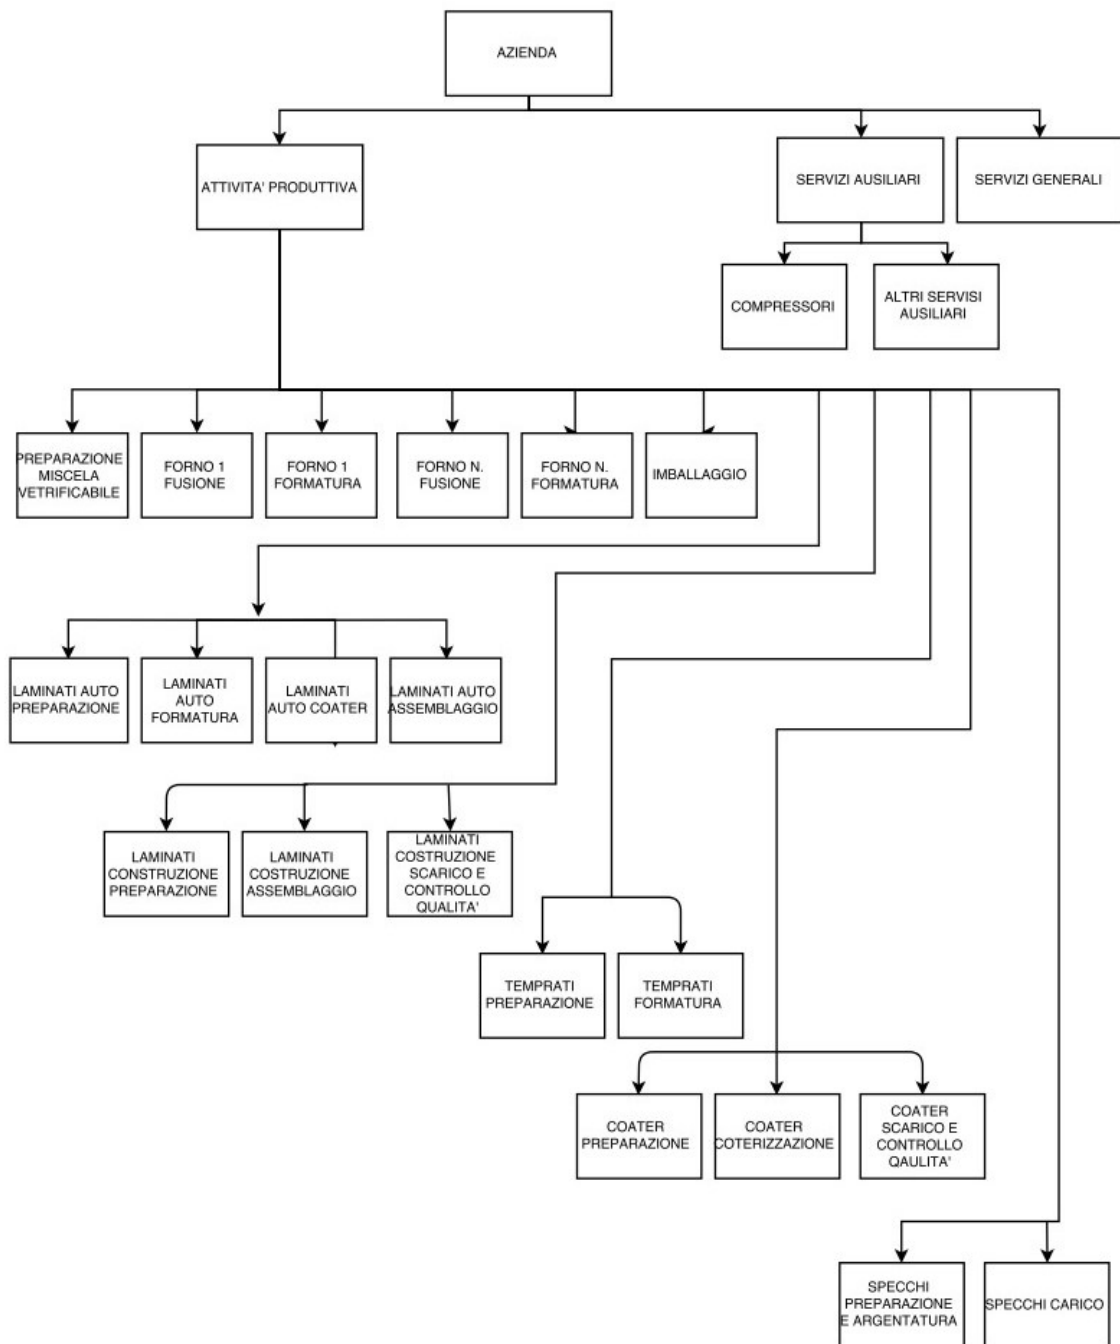 AZIENDA
ATTIVITA' PRODUTTIVA
SERVIZI AUSILIARI
SERVIZI GENERALI
COMPRESSORI
ALTRI SERVISI
AUSILIARI
PREPARAZIONE
MISCELA
VETRIFICABILE
FORNO 1
FUSIONE
FORNO 1
FORMATURA
FORNO N.
FUSIONE
FORNO N.
FORMATURA
IMBALLAGGIO
LAMINATI AUTO
PREPARAZIONE
LAMINATI
AUTO
FORMATURA
LAMINATI
AUTO COATER
LAMINATI AUTO
ASSEMBLAGGIO
LAMINATI
CONSTRUZIONE
PREPARAZIONE
LAMINATI
COSTRUZIONE
ASSEMBLAGGIO
LAMINATI
COSTRUZIONE
SCARICO E
CONTROLLO
QUALITA'
TEMPRATI
PREPARAZIONE
TEMPRATI
FORMATURA
COATER
PREPARAZIONE
COATER
COTERIZZAZIONE
COATER
SCARICO E
CONTROLLO
QAULITA'
SPECCHI
PREPARAZIONE
E ARGENTATURA
SPECCHI CARICO